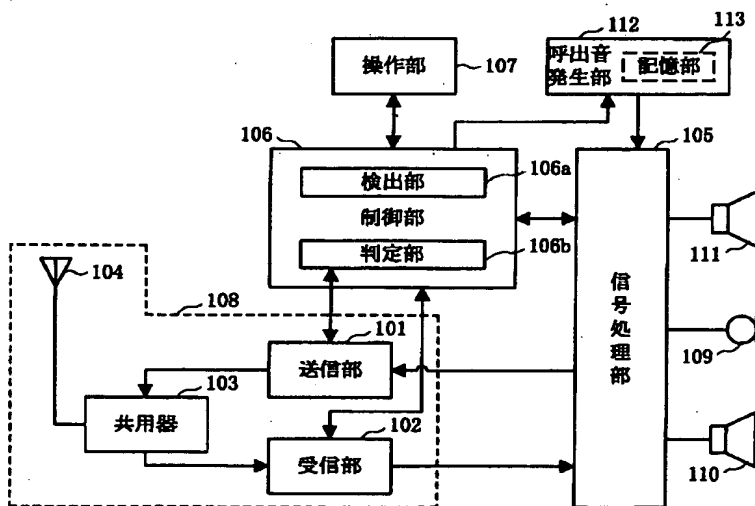 112
113
操作部
107
呼出音
発生部
記憶部
106
105
検出部
106a
制御部
判定部
106b
111
104
108
101
信号処理部
送信部
109
103
共用器
102
受信部
110